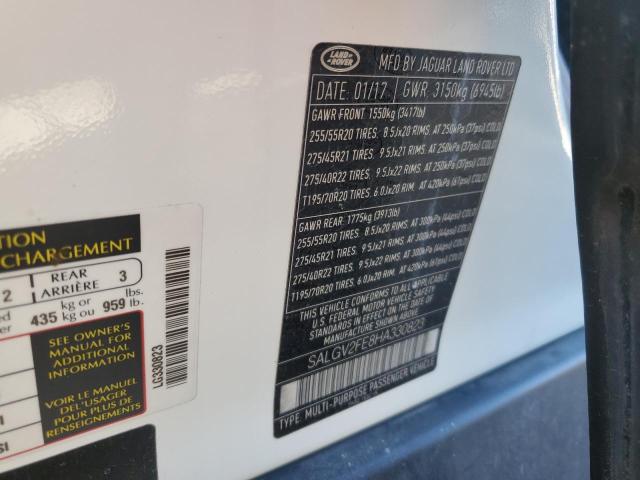 LAND
ROVER
MFD BY JAGUAR LAND ROVER LTD
DATE: 01/17 GWR. 3150kg (6945lb)
GAWR FRONT 1550kg (3417lb)
255/55R20 TIRES. 8.5Jx20 RIMS. AT 250kPa (37psi) COLD
275/45R21 TIRES. 9.5Jx21 RIMS. AT 250kPa (37psi) COLD
275/40R22 TIRES. 9.5Jx22 RIMS. AT 250kPa (37psi) COLD
T195/70R20 TIRES. 6.0Jx20 RIM. AT 420kPa (61psi) COLD
GAWR REAR: 1775kg (3913lb)
255/55R20 TIRES. 8.5Jx20 RIMS. AT 300kPa (44psi) COLD
275/45R21 TIRES. 9.5Jx21 RIMS. AT 300kPa (44psi) COLD
275/40R22 TIRES. 9.5Jx22 RIMS. AT 300kPa (44psi) COLD
T195/70R20 TIRES. 6.0Jx20 RIM. AT 420kPa (61psi) COLD
THIS VEHICLE CONFORMS TO ALL APPLICABLE
U.S. FEDERAL MOTOR VEHICLE SAFETY
STANDARDS IN EFFECT ON THE DATE OF
MANUFACTURE SHOWN ABOVE.
SALGV2FE8HA330823
TYPE: MULTI-PURPOSE PASSENGER VEHICLE
TION
CHARGEMENT
2 REAR ARRIÈRE 3
435 kg or kg ou 959 lbs. lb.
SEE OWNER'S
MANUAL FOR
ADDITIONAL
INFORMATION
VOIR LE MANUEL
DE L'USAGER
POUR PLUS DE
RENSEIGNEMENTS
LG330823